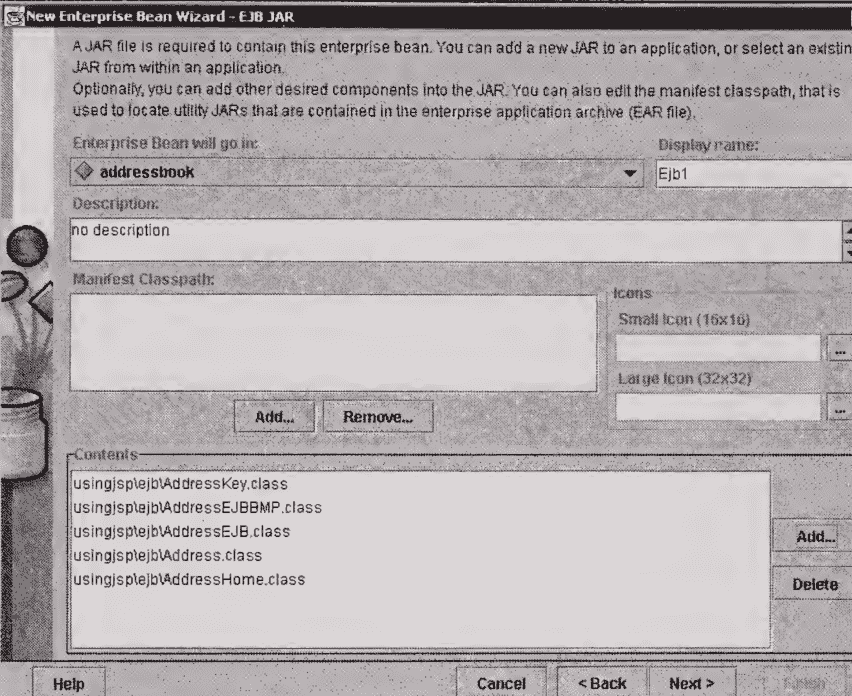 New Enterprise Bean Wizard - EJB JAR
A JAR file is required to contain this enterprise bean. You can add a new JAR to an application, or select an existin
JAR from within an application.
Optionally, you can add other desired components into the JAR. You can also edit the manifest classpath, that is
used to locate utility JARs that are contained in the enterprise application archive (EAR file).
Enterprise Bean will go in:
Display name:
addressbook
Ejb1
Description:
no description
Manifest Classpath:
Icons
Small Icon (16x16)
...
Large Icon (32x32)
...
Add...
Remove...
Contents
usingjsp\ejb\AddressKey.class
usingjsp\ejb\AddressEJBBMP.class
usingjsp\ejb\AddressEJB.class
usingjsp\ejb\Address.class
usingjsp\ejb\AddressHome.class
Add...
Delete
Help
Cancel
< Back
Next >
Finish